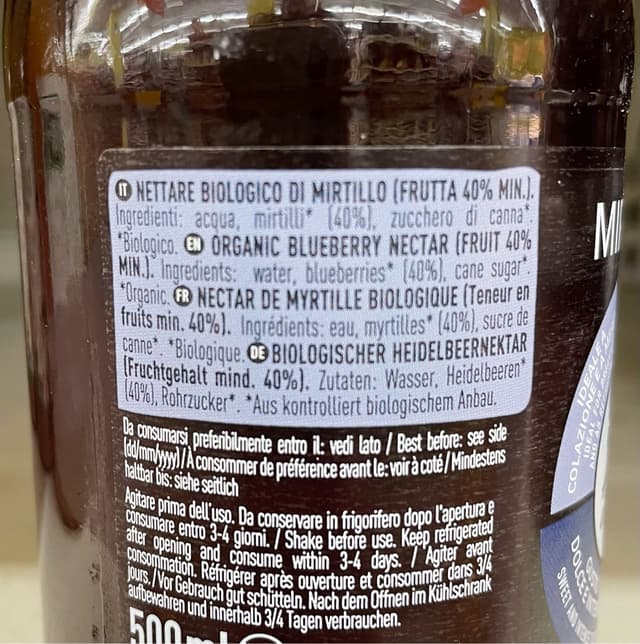 IT NETTARE BIOLOGICO DI MIRTILLO (FRUTTA 40% MIN.).
Ingredienti: acqua, mirtilli* (40%), zucchero di canna*.
*Biologico. EN ORGANIC BLUEBERRY NECTAR (FRUIT 40%
MIN.). Ingredients: water, blueberries* (40%), cane sugar*.
*Organic. FR NECTAR DE MYRTILLE BIOLOGIQUE (Teneur en
fruits min. 40%). Ingrédients: eau, myrtilles* (40%), sucre de
canne*. *Biologique. DE BIOLOGISCHER HEIDELBEERNEKTAR
(Fruchtgehalt mind. 40%). Zutaten: Wasser, Heidelbeeren*
(40%), Rohrzucker*. *Aus kontrolliert biologischem Anbau.
Da consumarsi preferibilmente entro il: vedi lato / Best before: see side
(dd/mm/yyyy) / À consommer de préférence avant le: voir à coté / Mindestens
haltbar bis: siehe seitlich
Agitare prima dell'uso. Da conservare in frigorifero dopo l'apertura e
consumare entro 3-4 giorni. / Shake before use. Keep refrigerated
after opening and consume within 3-4 days. / Agiter avant
consommation. Réfrigérer après ouverture et consommer dans 3/4
jours. / Vor Gebrauch gut schütteln. Nach dem Öffnen im Kühlschrank
aufbewahren und innerhalb 3/4 Tagen verbrauchen.
500 ml
MI
COLAZIONE
IDEAL FOR